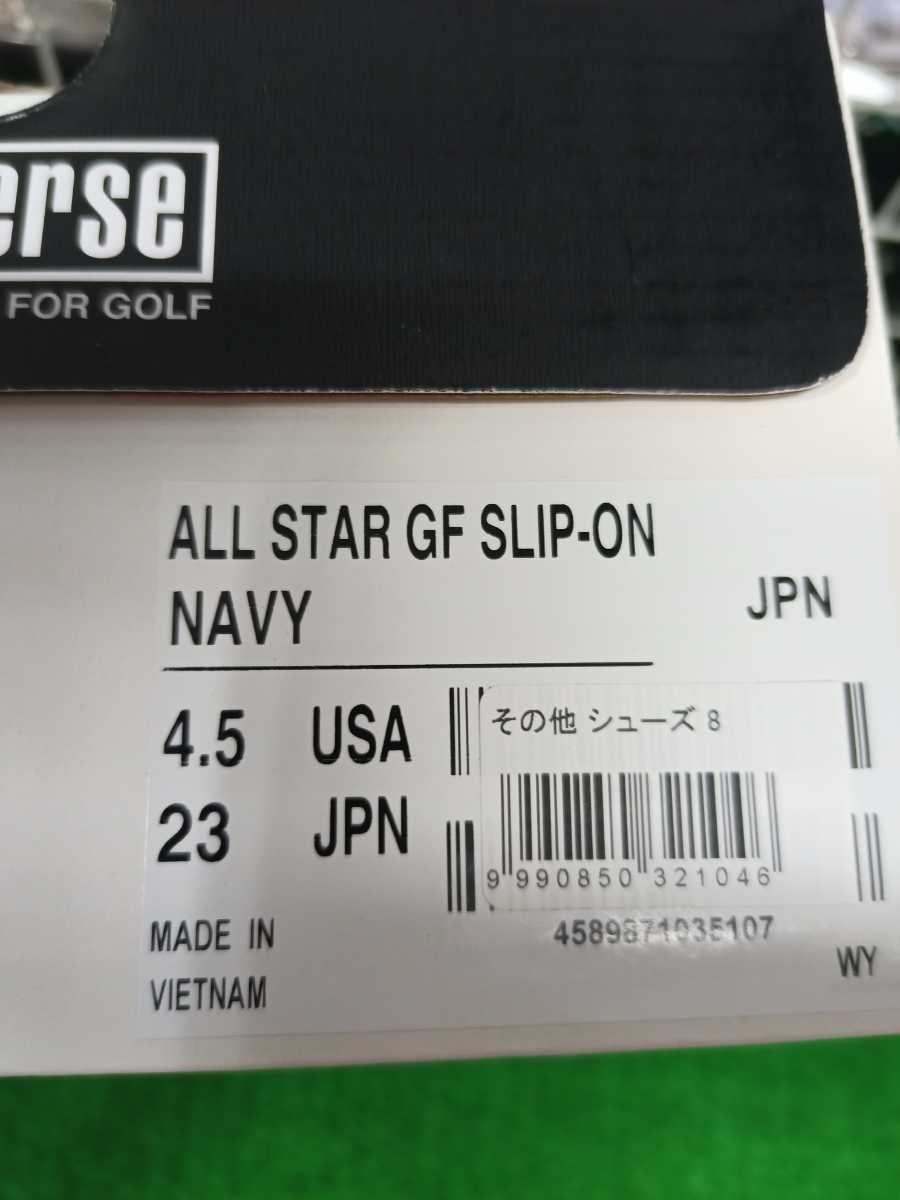 erse
FOR GOLF
ALL STAR GF SLIP-ON
NAVY
JPN
4.5 USA
その他 シューズ 8
23 JPN
9 990850 321046
MADE IN
VIETNAM
4589871035107
WY